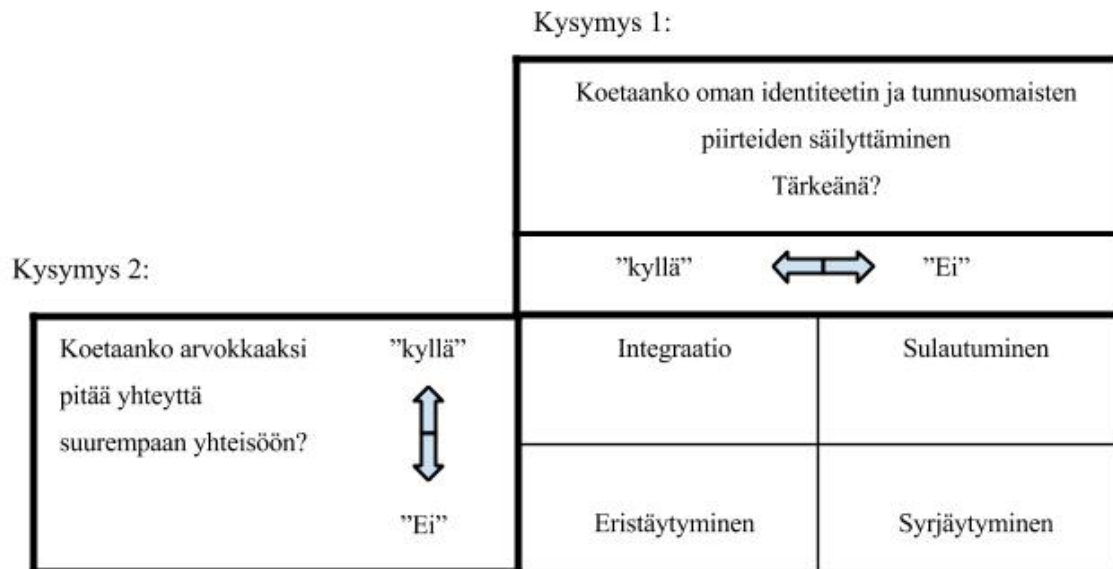 Kysymys 1:
Koetaanko oman identiteetin ja tunnusomaisten
piirteiden säilyttäminen
Tärkeänä?
”kyllä” ”Ei”
Kysymys 2:
Koetaanko arvokkaaksi ”kyllä”
pitää yhteyttä
suurempaan yhteisöön?
”Ei”
Integraatio Sulautuminen
Eristäytyminen Syrjäytyminen